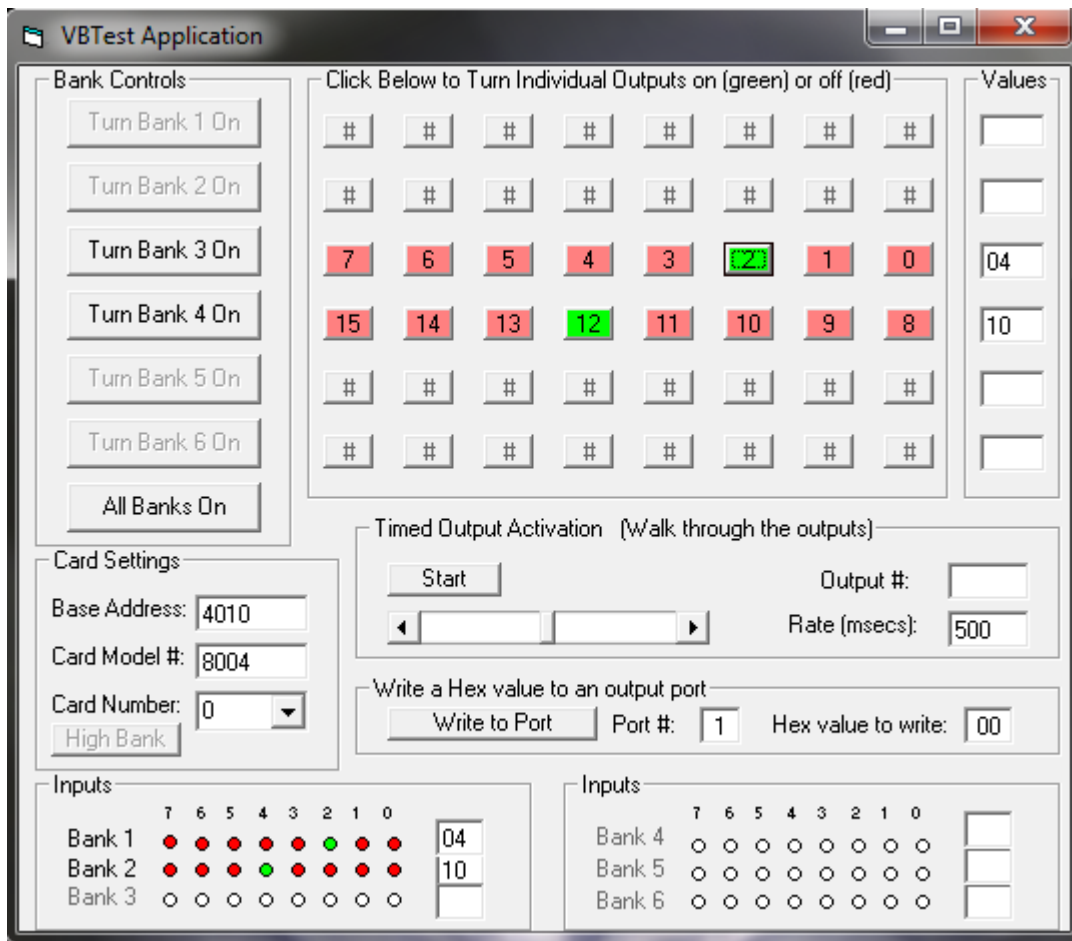 VBTest Application
Bank Controls
Turn Bank 1 On
Turn Bank 2 On
Turn Bank 3 On
Turn Bank 4 On
Turn Bank 5 On
Turn Bank 6 On
All Banks On
Click Below to Turn Individual Outputs on (green) or off (red)
# # # # # # # #
# # # # # # # #
7 6 5 4 3 2 1 0
15 14 13 12 11 10 9 8
# # # # # # # #
# # # # # # # #
Values
04
10
Card Settings
Base Address: 4010
Card Model #: 8004
Card Number: 0
High Bank
Timed Output Activation (Walk through the outputs)
Start Output #:
Rate (msecs): 500
Write a Hex value to an output port
Write to Port Port #: 1 Hex value to write: 00
Inputs
7 6 5 4 3 2 1 0
Bank 1 04
Bank 2 10
Bank 3
Inputs
7 6 5 4 3 2 1 0
Bank 4
Bank 5
Bank 6